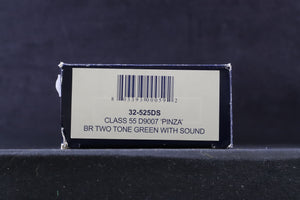 32-525DS
CLASS 55 D9007 'PINZA'
BR TWO TONE GREEN WITH SOUND